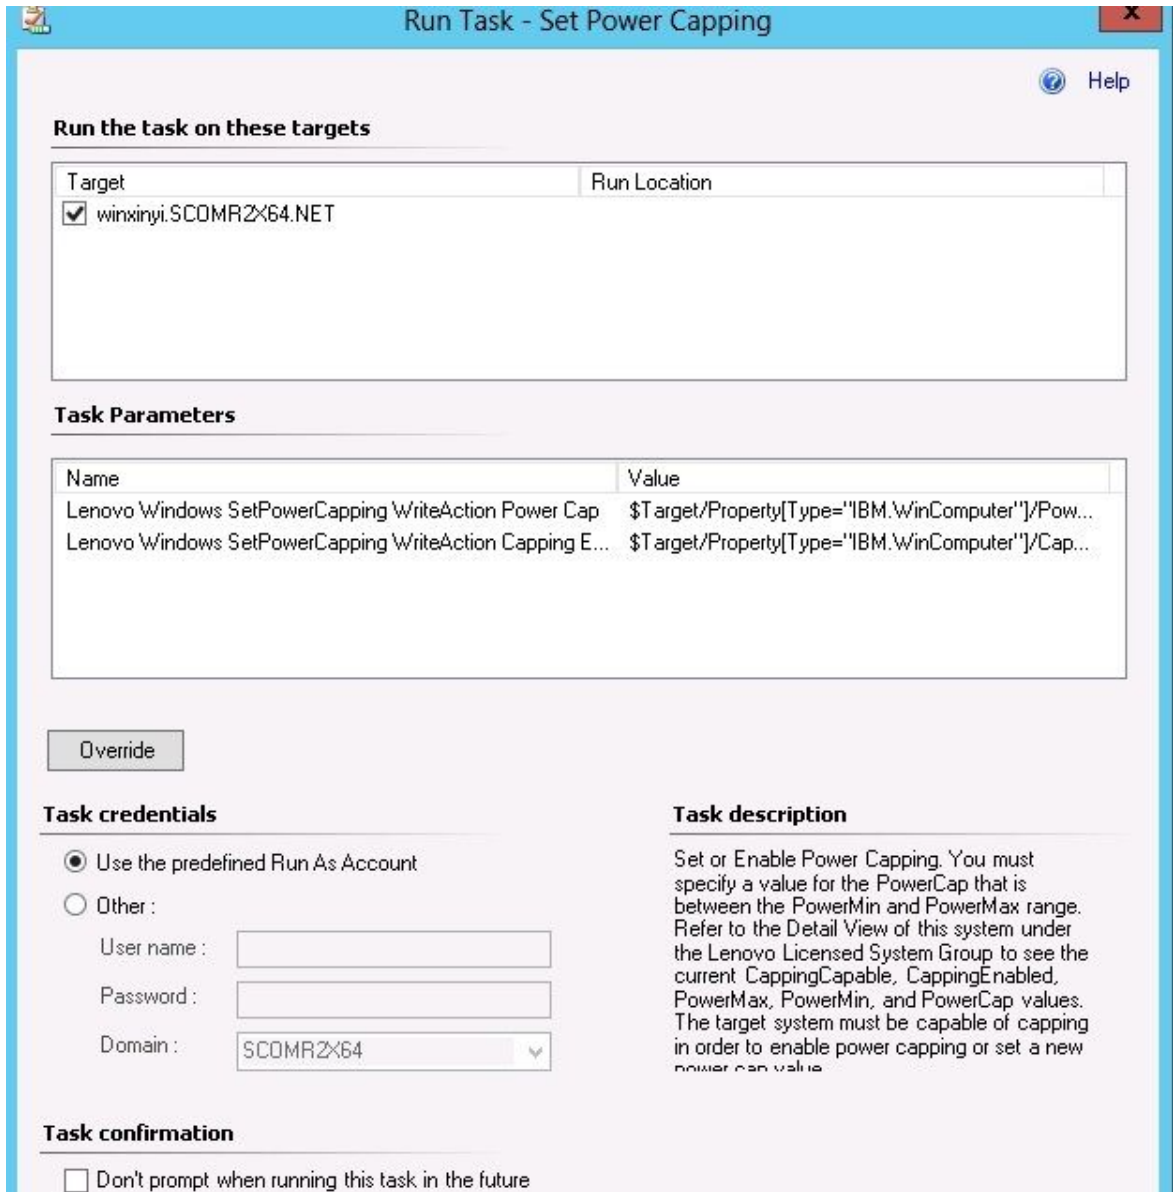 Run Task - Set Power Capping
x
Help
Run the task on these targets
Target Run Location
winxinyi.SCOMR2X64.NET
Task Parameters
Name Value
Lenovo Windows SetPowerCapping WriteAction Power Cap $Target/Property[Type="IBM.WinComputer"]/Pow...
Lenovo Windows SetPowerCapping WriteAction Capping E... $Target/Property[Type="IBM.WinComputer"]/Cap...
Override
Task credentials
Use the predefined Run As Account
Other :
User name :
Password :
Domain : SCOMR2X64
Task description
Set or Enable Power Capping. You must
specify a value for the PowerCap that is
between the PowerMin and PowerMax range.
Refer to the Detail View of this system under
the Lenovo Licensed System Group to see the
current CappingCapable, CappingEnabled,
PowerMax, PowerMin, and PowerCap values.
The target system must be capable of capping
in order to enable power capping or set a new
power cap value
Task confirmation
Don't prompt when running this task in the future